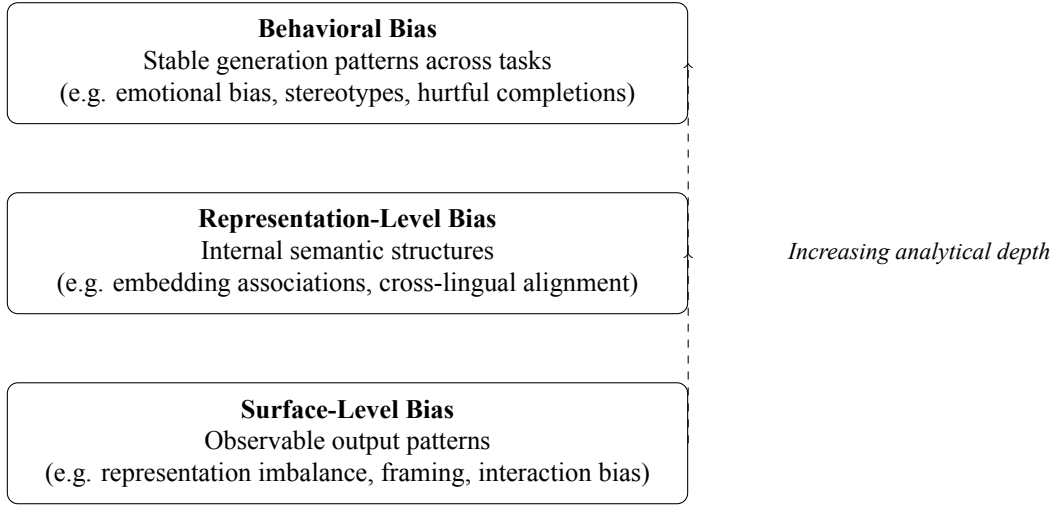 Behavioral Bias
Stable generation patterns across tasks
(e.g. emotional bias, stereotypes, hurtful completions)
Representation-Level Bias
Internal semantic structures
(e.g. embedding associations, cross-lingual alignment)
Increasing analytical depth
Surface-Level Bias
Observable output patterns
(e.g. representation imbalance, framing, interaction bias)